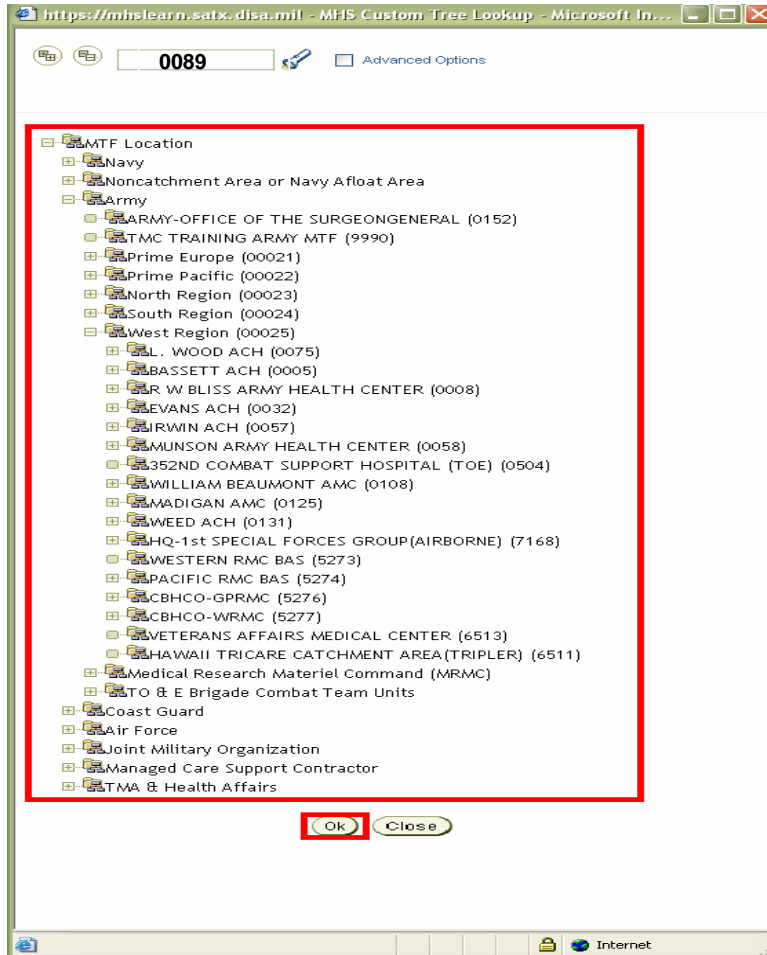 https://mhslearn.satx.disa.mil - MHS Custom Tree Lookup - Microsoft In...
0089 Advanced Options
MTF Location
Navy
Noncatchment Area or Navy Afloat Area
Army
ARMY-OFFICE OF THE SURGEONGENERAL (0152)
TMC TRAINING ARMY MTF (9990)
Prime Europe (00021)
Prime Pacific (00022)
North Region (00023)
South Region (00024)
West Region (00025)
L. WOOD ACH (0075)
BASSETT ACH (0005)
R W BLISS ARMY HEALTH CENTER (0008)
EVANS ACH (0032)
IRWIN ACH (0057)
MUNSON ARMY HEALTH CENTER (0058)
352ND COMBAT SUPPORT HOSPITAL (TOE) (0504)
WILLIAM BEAUMONT AMC (0108)
MADIGAN AMC (0125)
WEED ACH (0131)
HQ-1st SPECIAL FORCES GROUP(AIRBORNE) (7168)
WESTERN RMC BAS (5273)
PACIFIC RMC BAS (5274)
CBHCO-GPRMC (5276)
CBHCO-WRMC (5277)
VETERANS AFFAIRS MEDICAL CENTER (6513)
HAWAII TRICARE CATCHMENT AREA(TRIPLER) (6511)
Medical Research Materiel Command (MRMC)
TO & E Brigade Combat Team Units
Coast Guard
Air Force
Joint Military Organization
Managed Care Support Contractor
TMA & Health Affairs
Ok Close
Internet